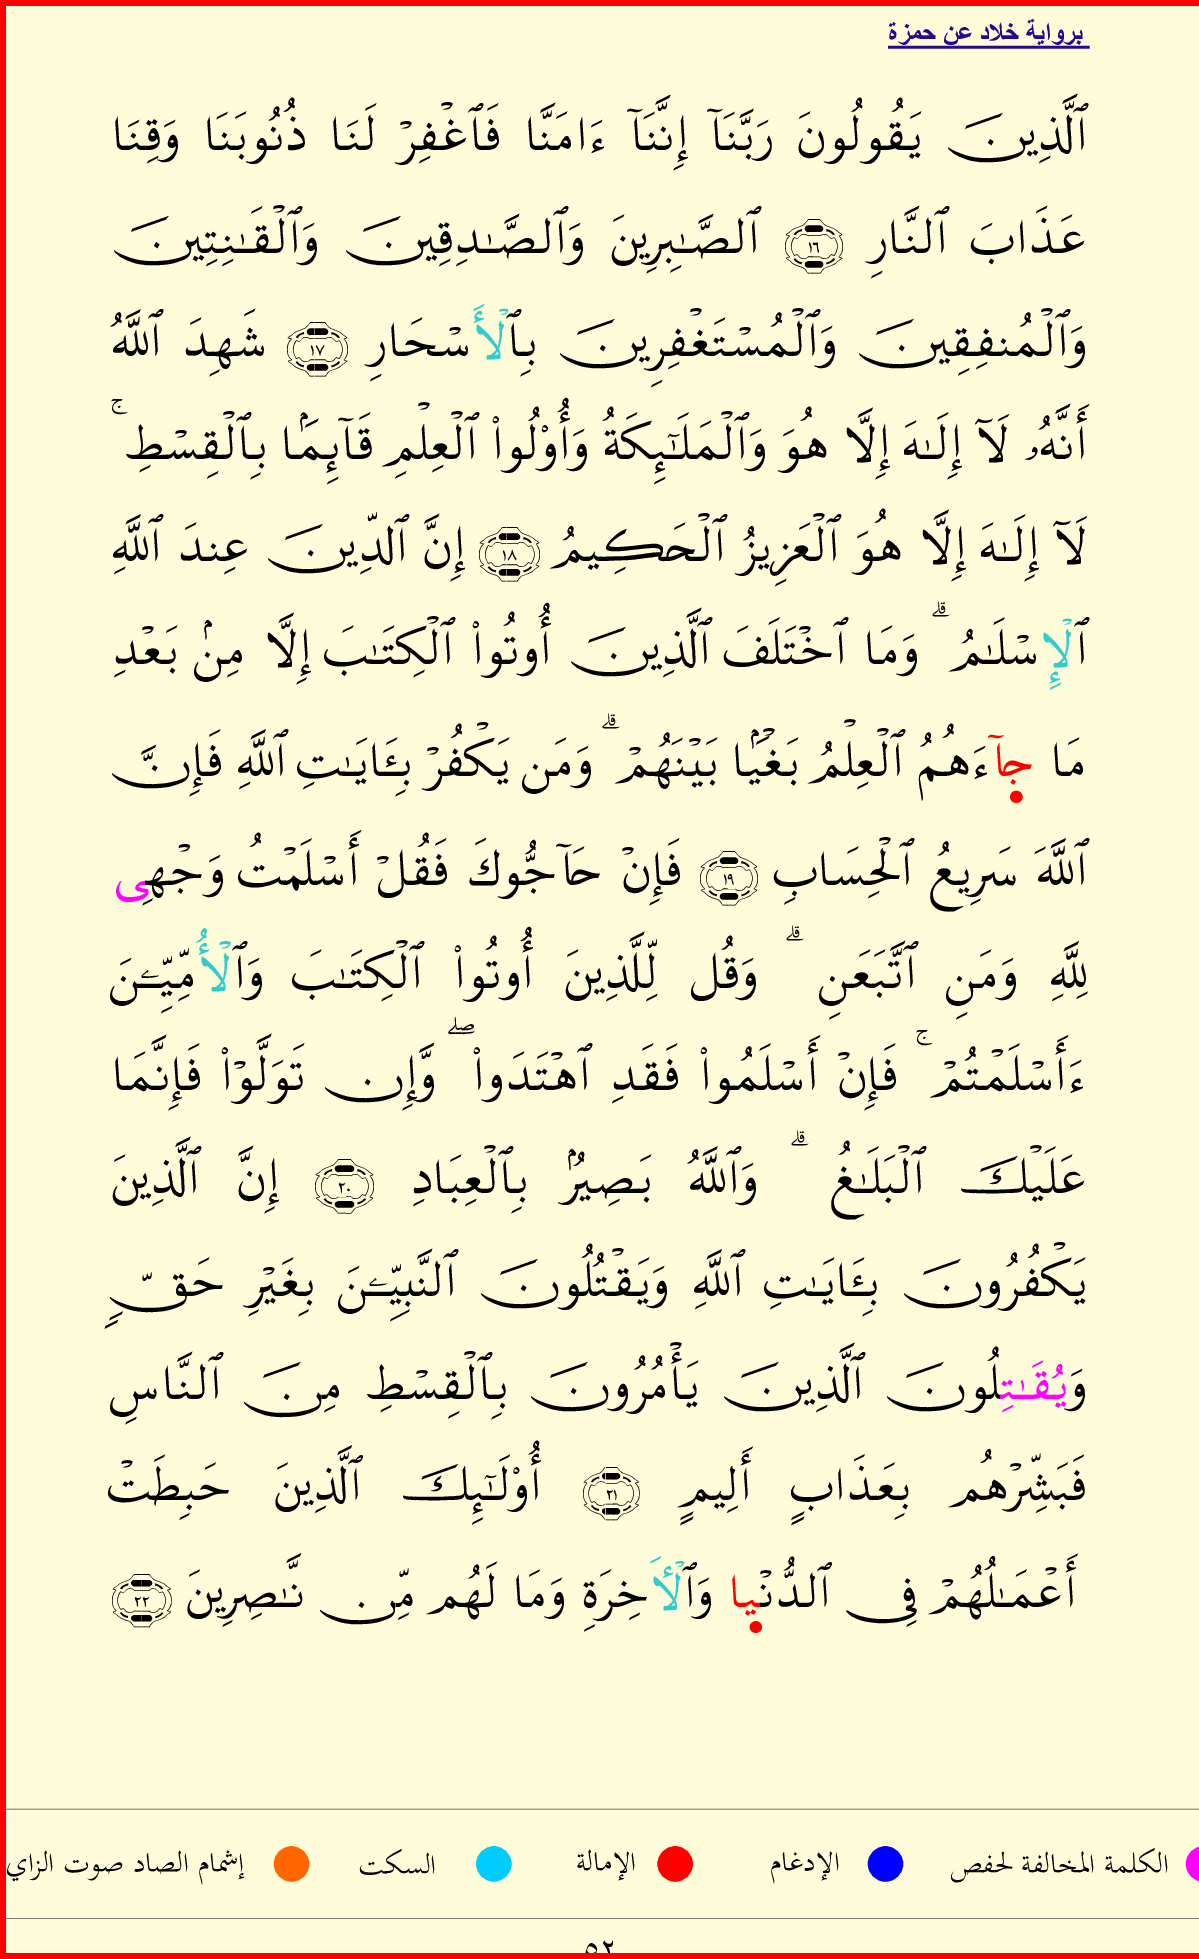 برواية خلاد عن حمزة
ٱلَّذِينَ يَقُولُونَ رَبَّنَآ إِنَّنَآ ءَامَنَّا فَٱغْفِرْ لَنَا ذُنُوبَنَا وَقِنَا
عَذَابَ ٱلنَّارِ ١٦ ٱلصَّـٰبِرِينَ وَٱلصَّـٰدِقِينَ وَٱلْقَـٰنِتِينَ
وَٱلْمُنفِقِينَ وَٱلْمُسْتَغْفِرِينَ بِٱلْأَسْحَارِ ١٧ شَهِدَ ٱللَّهُ
أَنَّهُۥ لَآ إِلَـٰهَ إِلَّا هُوَ وَٱلْمَلَـٰٓئِكَةُ وَأُو۟لُوا۟ ٱلْعِلْمِ قَآئِمَۢا بِٱلْقِسْطِ ۚ
لَآ إِلَـٰهَ إِلَّا هُوَ ٱلْعَزِيزُ ٱلْحَكِيمُ ١٨ إِنَّ ٱلدِّينَ عِندَ ٱللَّهِ
ٱلْإِسْلَـٰمُ ۗ وَمَا ٱخْتَلَفَ ٱلَّذِينَ أُوتُوا۟ ٱلْكِتَـٰبَ إِلَّا مِنۢ بَعْدِ
مَا جآءَهُمُ ٱلْعِلْمُ بَغْيَۢا بَيْنَهُمْ ۗ وَمَن يَكْفُرْ بِـَٔايَـٰتِ ٱللَّهِ فَإِنَّ
ٱللَّهَ سَرِيعُ ٱلْحِسَابِ ١٩ فَإِنْ حَآجُّوكَ فَقُلْ أَسْلَمْتُ وَجْهِى
لِلَّهِ وَمَنِ ٱتَّبَعَنِ ۗ وَقُل لِّلَّذِينَ أُوتُوا۟ ٱلْكِتَـٰبَ وَٱلْأُمِّيِّـۧنَ
ءَأَسْلَمْتُمْ ۚ فَإِنْ أَسْلَمُوا۟ فَقَدِ ٱهْتَدَوا۟ ۖ وَّإِن تَوَلَّوْا۟ فَإِنَّمَا
عَلَيْكَ ٱلْبَلَـٰغُ ۗ وَٱللَّهُ بَصِيرُۢ بِٱلْعِبَادِ ٢٠ إِنَّ ٱلَّذِينَ
يَكْفُرُونَ بِـَٔايَـٰتِ ٱللَّهِ وَيَقْتُلُونَ ٱلنَّبِيِّـۧنَ بِغَيْرِ حَقٍّ
وَيُقَـٰتِلُونَ ٱلَّذِينَ يَأْمُرُونَ بِٱلْقِسْطِ مِنَ ٱلنَّاسِ
فَبَشِّرْهُم بِعَذَابٍ أَلِيمٍ ٢١ أُو۟لَـٰٓئِكَ ٱلَّذِينَ حَبِطَتْ
أَعْمَـٰلُهُمْ فِى ٱلدُّنْيا وَٱلْأَخِرَةِ وَمَا لَهُم مِّن نَّـٰصِرِينَ ٢٢
الكلمة المخالفة لحفص الإدغام الإمالة السكت إشمام الصاد صوت الزاي
٥٢